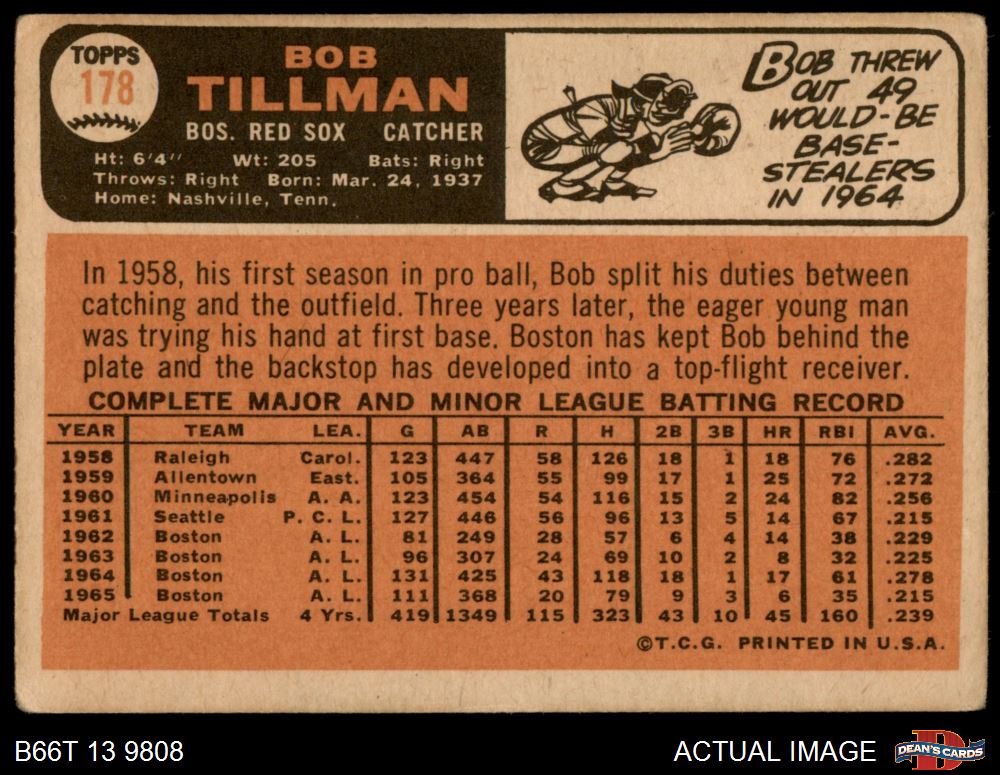 TOPPS
178
BOB
TILLMAN
BOS. RED SOX CATCHER
Ht: 6'4" Wt: 205 Bats: Right
Throws: Right Born: Mar. 24, 1937
Home: Nashville, Tenn.
BOB THREW
OUT 49
WOULD-BE
BASE-
STEALERS
IN 1964
In 1958, his first season in pro ball, Bob split his duties between
catching and the outfield. Three years later, the eager young man
was trying his hand at first base. Boston has kept Bob behind the
plate and the backstop has developed into a top-flight receiver.
COMPLETE MAJOR AND MINOR LEAGUE BATTING RECORD
YEAR TEAM LEA. G AB R H 2B 3B HR RBI AVG.
1958 Raleigh Carol. 123 447 58 126 18 1 18 76 .282
1959 Allentown East. 105 364 55 99 17 1 25 72 .272
1960 Minneapolis A. A. 123 454 54 116 15 2 24 82 .256
1961 Seattle P. C. L. 127 446 56 96 13 5 14 67 .215
1962 Boston A. L. 81 249 28 57 6 4 14 38 .229
1963 Boston A. L. 96 307 24 69 10 2 8 32 .225
1964 Boston A. L. 131 425 43 118 18 1 17 61 .278
1965 Boston A. L. 111 368 20 79 9 3 6 35 .215
Major League Totals 4 Yrs. 419 1349 115 323 43 10 45 160 .239
©T.C.G. PRINTED IN U.S.A.
B66T 13 9808
ACTUAL IMAGE
DEAN'S CARDS